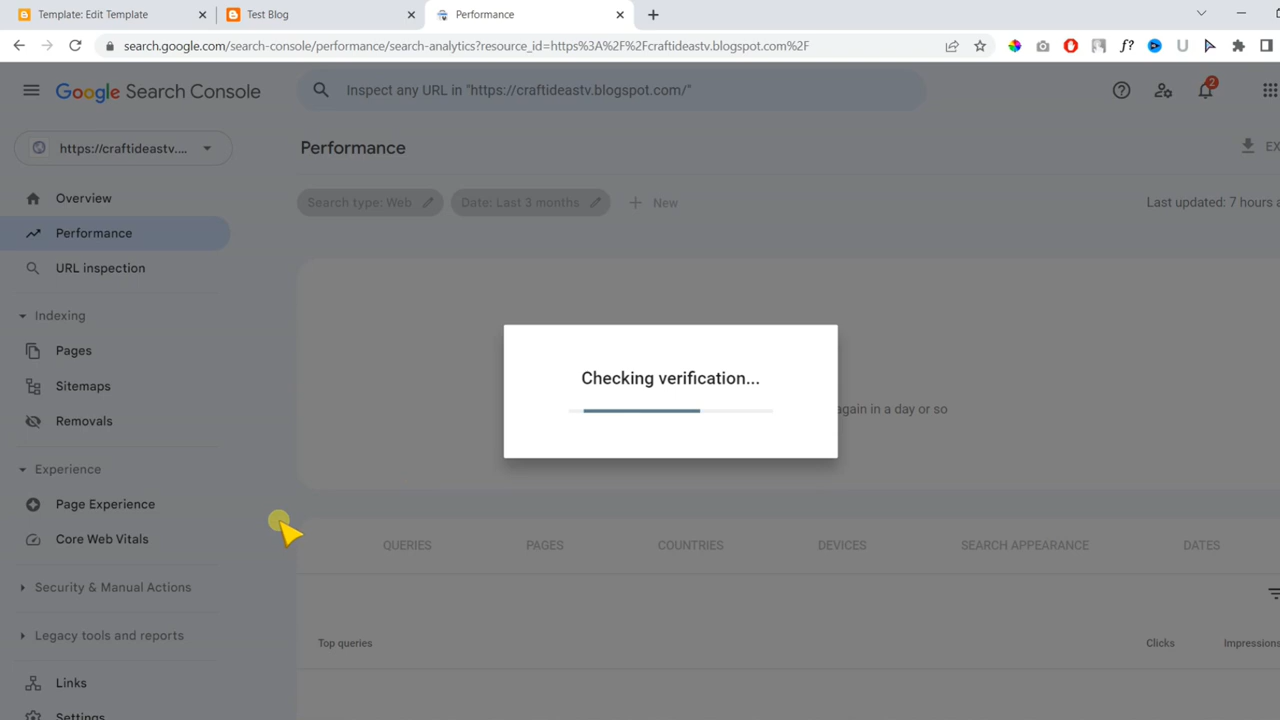 Template: Edit Template
Test Blog
Performance
search.google.com/search-console/performance/search-analytics?resource_id=https%3A%2F%2Fcraftideastv.blogspot.com%2F
f?
Google Search Console
Inspect any URL in "https://craftideastv.blogspot.com/"
2
https://craftideastv....
Performance
EX
Overview
Search type: Web
Date: Last 3 months
New
Last updated: 7 hours a
Performance
URL inspection
Indexing
Pages
Checking verification...
Sitemaps
again in a day or so
Removals
Experience
Page Experience
Core Web Vitals
QUERIES
PAGES
COUNTRIES
DEVICES
SEARCH APPEARANCE
DATES
Security & Manual Actions
Legacy tools and reports
Top queries
Clicks
Impressions
Links
Settings